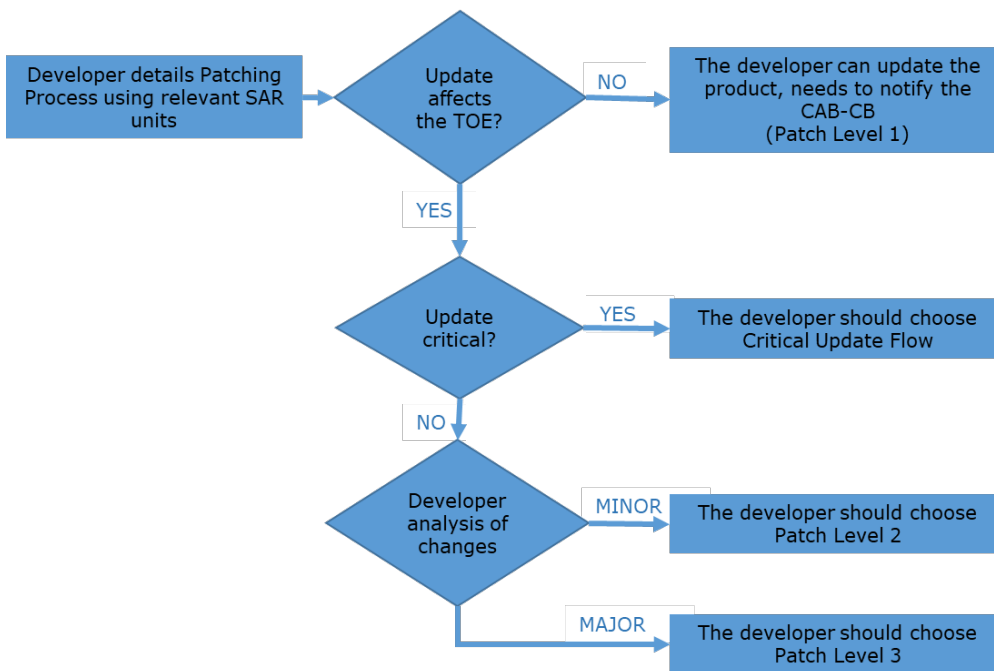 Developer details Patching
Process using relevant SAR
units
Update
affects
the TOE?
NO
The developer can update the
product, needs to notify the
CAB-CB
(Patch Level 1)
YES
Update
critical?
YES
The developer should choose
Critical Update Flow
NO
Developer
analysis of
changes
MINOR
The developer should choose
Patch Level 2
MAJOR
The developer should choose
Patch Level 3